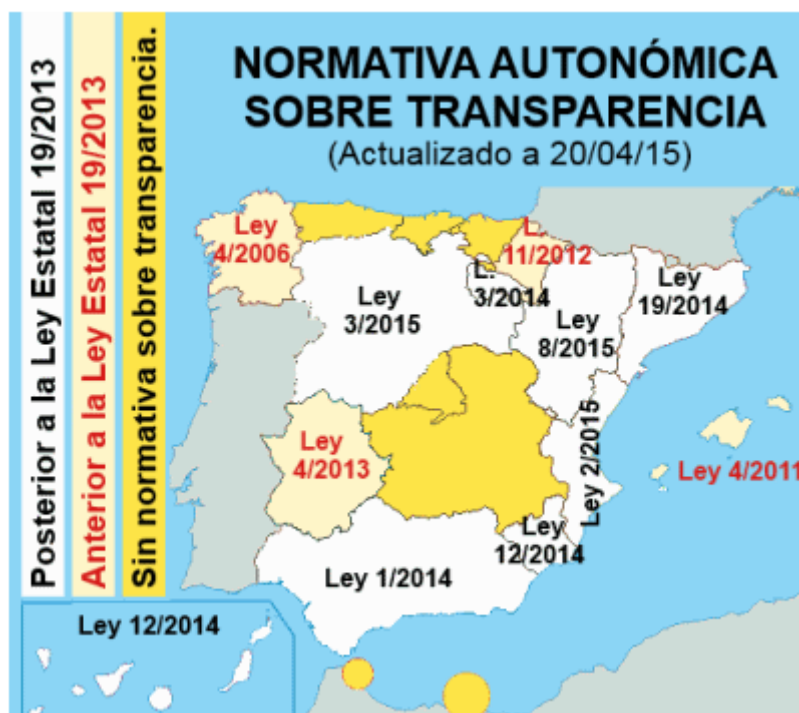 Posterior a la Ley Estatal 19/2013
Anterior a la Ley Estatal 19/2013
Sin normativa sobre transparencia.
NORMATIVA AUTONÓMICA
SOBRE TRANSPARENCIA
(Actualizado a 20/04/15)
Ley
4/2006
L.
11/2012
Ley
3/2015
L.
3/2014
Ley
8/2015
Ley
19/2014
Ley
4/2013
Ley 2/2015
Ley 4/2011
Ley
12/2014
Ley 1/2014
Ley 12/2014